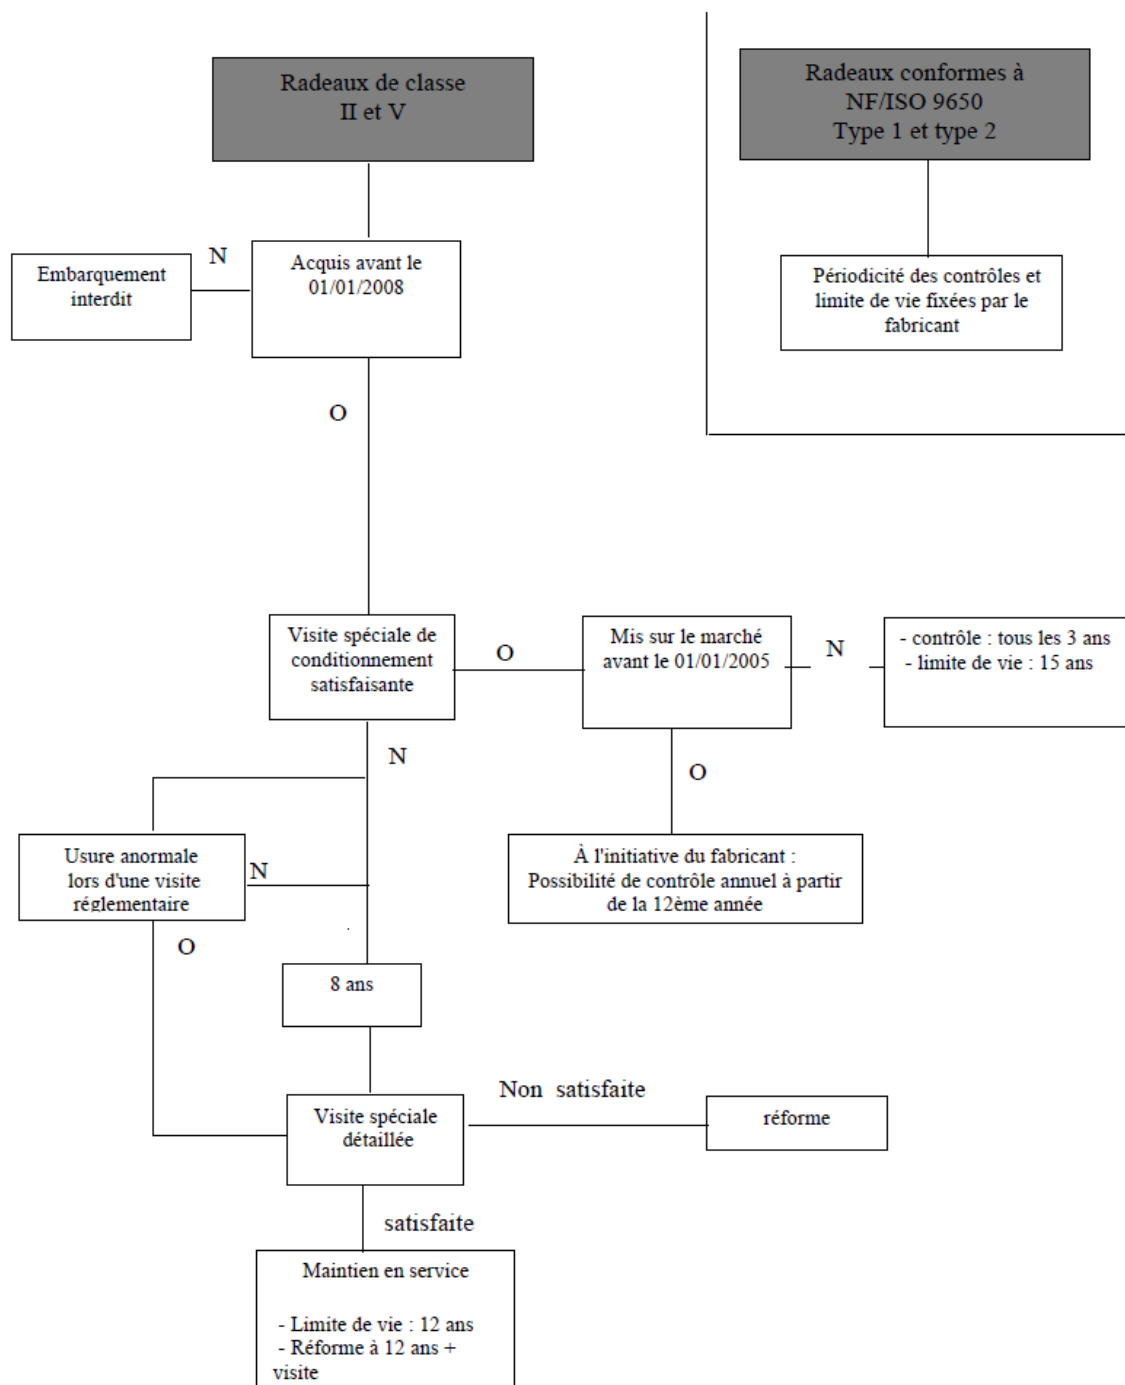 Radeaux de classe
II et V
Radeaux conformes à
NF/ISO 9650
Type 1 et type 2
N
Embarquement
interdit
Acquis avant le
01/01/2008
Périodicité des contrôles et
limite de vie fixées par le
fabricant
O
Visite spéciale de
conditionnement
satisfaisante
O
Mis sur le marché
avant le 01/01/2005
N
- contrôle : tous les 3 ans
- limite de vie : 15 ans
N
O
Usure anormale
lors d'une visite
réglementaire
N
À l'initiative du fabricant :
Possibilité de contrôle annuel à partir
de la 12ème année
O
8 ans
Visite spéciale
détaillée
Non satisfaite
réforme
satisfaite
Maintien en service
- Limite de vie : 12 ans
- Réforme à 12 ans +
visite